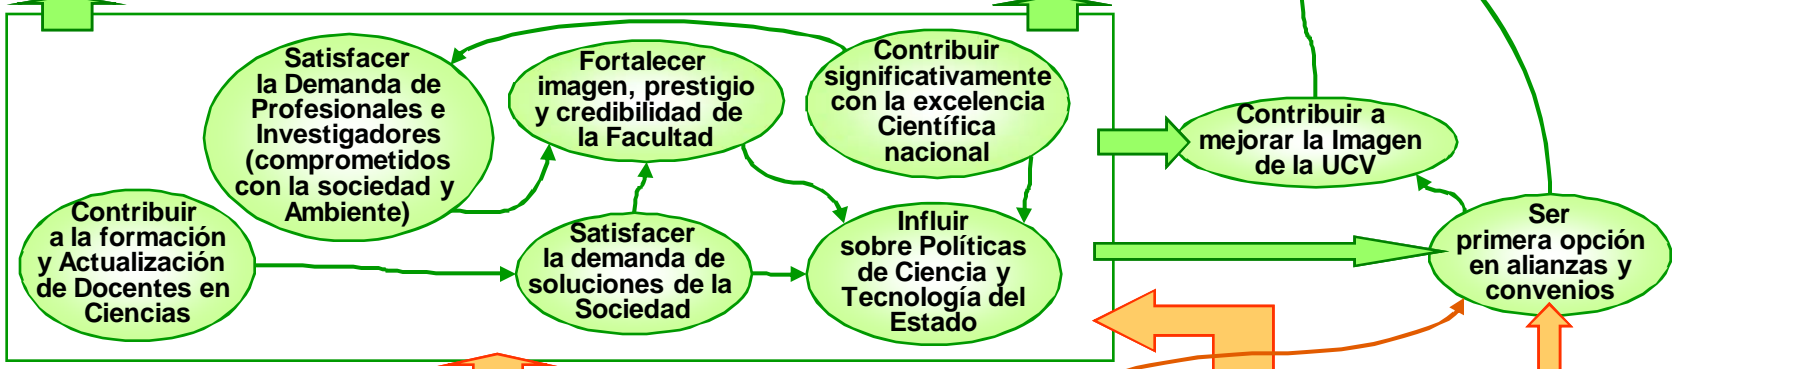 Satisfacer
la Demanda de
Profesionales e
Investigadores
(comprometidos
con la sociedad y
Ambiente)
Fortalecer
imagen, prestigio
y credibilidad de
la Facultad
Contribuir
significativamente
con la excelencia
Científica
nacional
Contribuir a
mejorar la Imagen
de la UCV
Contribuir
a la formación
y Actualización
de Docentes en
Ciencias
Satisfacer
la demanda de
soluciones de la
Sociedad
Influir
sobre Políticas
de Ciencia y
Tecnología del
Estado
Ser
primera opción
en alianzas y
convenios